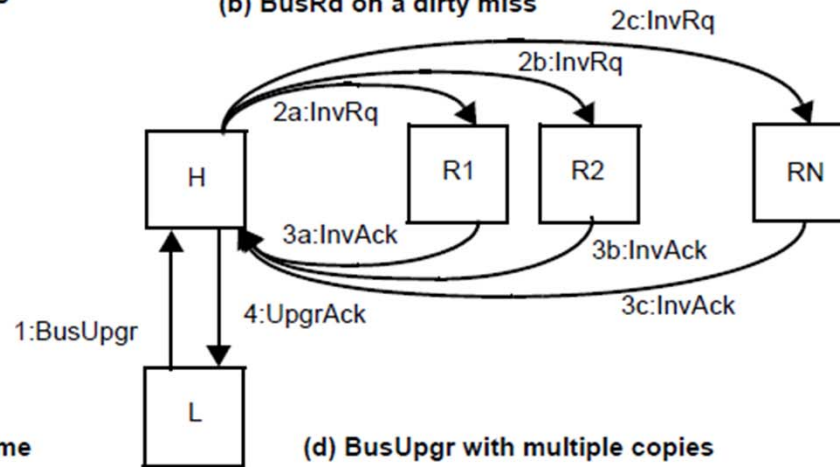 (b) BusRd on a dirty miss
2c:InvRq
2b:InvRq
2a:InvRq
H
R1
R2
RN
3a:InvAck
3b:InvAck
3c:InvAck
4:UpgrAck
1:BusUpgr
L
me
(d) BusUpgr with multiple copies